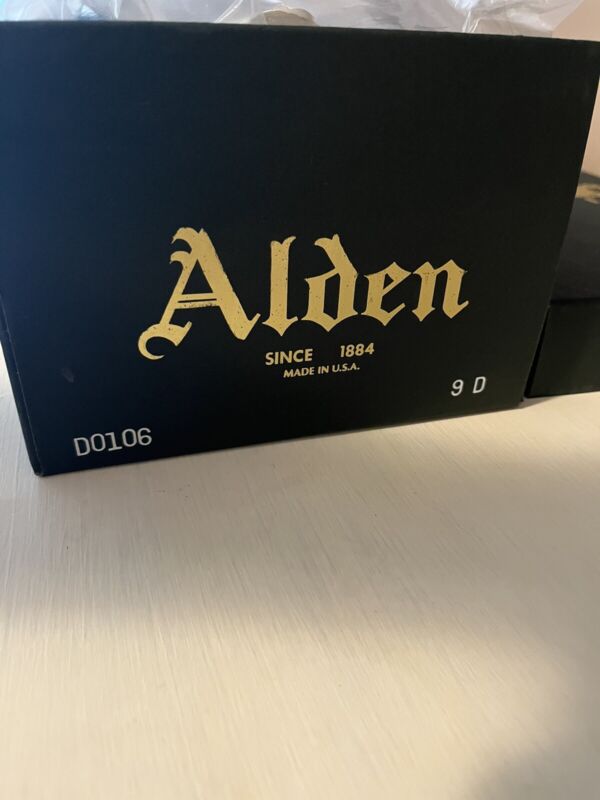 Alden
SINCE 1884
MADE IN U.S.A.
9 D
D0106